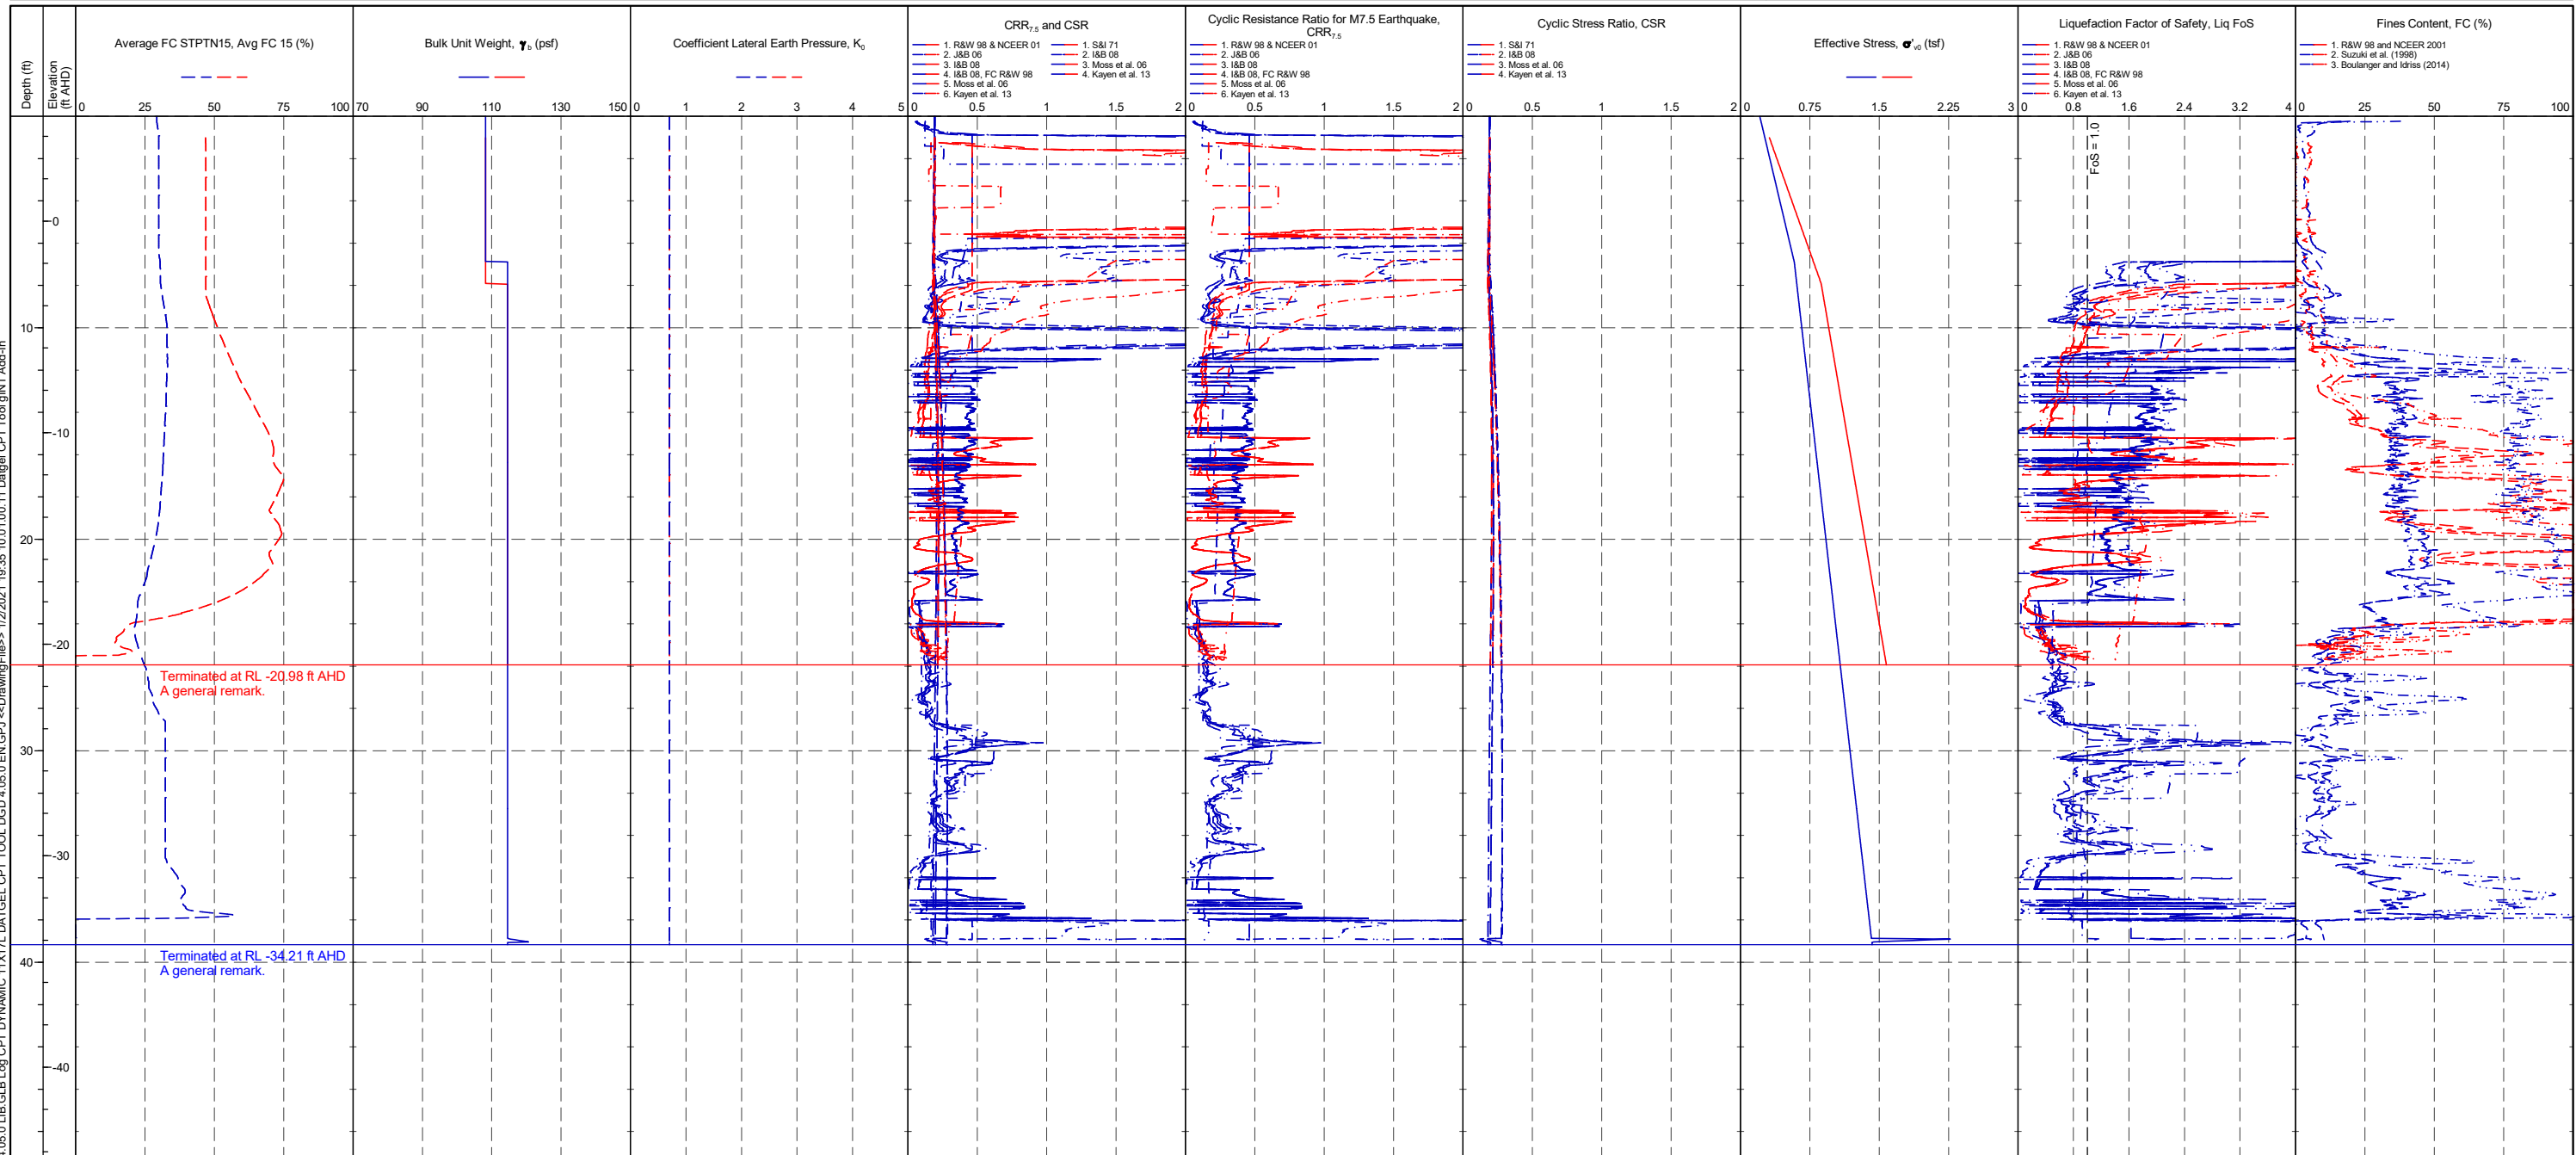 Depth (ft)
Elevation
(ft AHD)
Average FC STPTN15, Avg FC 15 (%)
0 25 50 75 100
Bulk Unit Weight, γb (psf)
70 90 110 130 150
Coefficient Lateral Earth Pressure, K0
0 1 2 3 4 5
CRR7.5 and CSR
1. R&W 98 & NCEER 01
2. J&B 06
3. I&B 08
4. I&B 08, FC R&W 98
5. Moss et al. 06
6. Kayen et al. 13
1. S&I 71
2. I&B 08
3. Moss et al. 06
4. Kayen et al. 13
0 0.5 1 1.5 2
Cyclic Resistance Ratio for M7.5 Earthquake,
CRR7.5
1. R&W 98 & NCEER 01
2. J&B 06
3. I&B 08
4. I&B 08, FC R&W 98
5. Moss et al. 06
6. Kayen et al. 13
0 0.5 1 1.5 2
Cyclic Stress Ratio, CSR
1. S&I 71
2. I&B 08
3. Moss et al. 06
4. Kayen et al. 13
0 0.5 1 1.5 2
Effective Stress, σ'v0 (tsf)
0 0.75 1.5 2.25 3
Liquefaction Factor of Safety, Liq FoS
1. R&W 98 & NCEER 01
2. J&B 06
3. I&B 08
4. I&B 08, FC R&W 98
5. Moss et al. 06
6. Kayen et al. 13
0 0.8 1.6 2.4 3.2 4
FoS = 1.0
Fines Content, FC (%)
1. R&W 98 and NCEER 2001
2. Suzuki et al. (1998)
3. Boulanger and Idriss (2014)
0 25 50 75 100
0
10
-10
20
-20
Terminated at RL -20.98 ft AHD
A general remark.
30
-30
Terminated at RL -34.21 ft AHD
A general remark.
40
-40